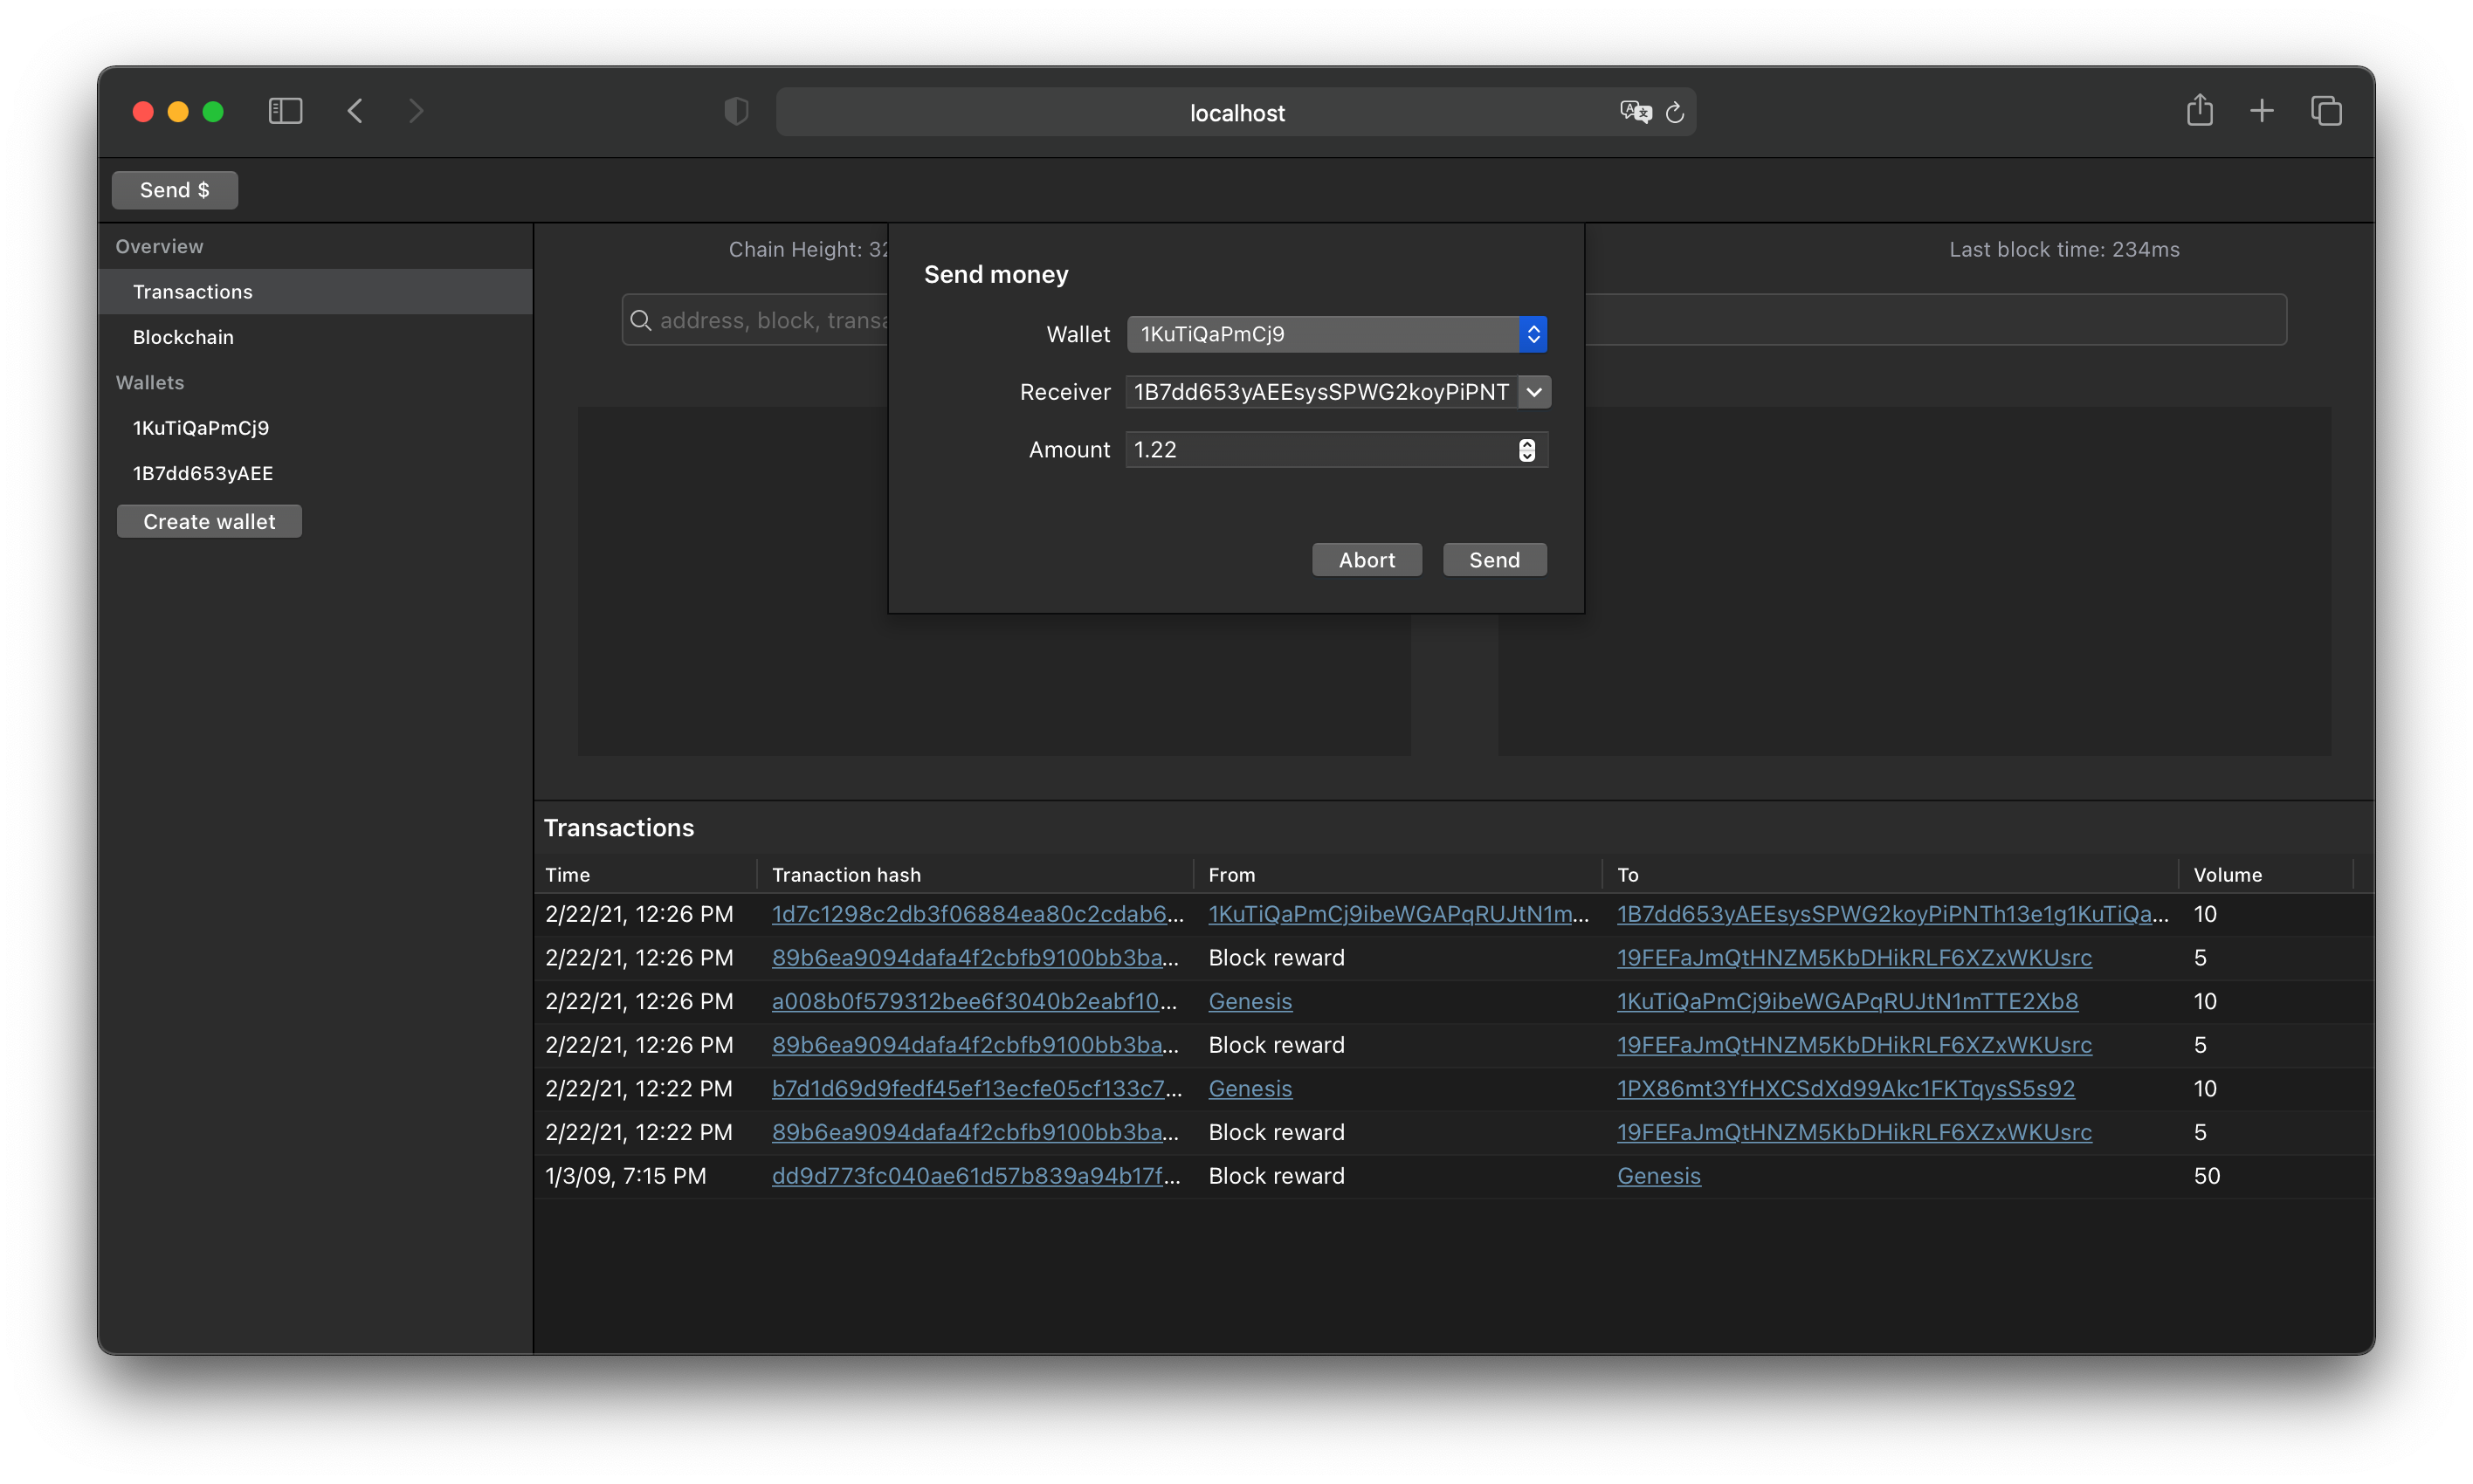 localhost
Send $
Overview
Transactions
Blockchain
Wallets
1KuTiQaPmCj9
1B7dd653yAEE
Create wallet
Chain Height: 32
Last block time: 234ms
address, block, transa
Send money
Wallet 1KuTiQaPmCj9
Receiver 1B7dd653yAEEsysSPWG2koyPiPNT
Amount 1.22
Abort Send
Transactions
Time Tranaction hash From To Volume
2/22/21, 12:26 PM 1d7c1298c2db3f06884ea80c2cdab6... 1KuTiQaPmCj9ibeWGAPqRUJtN1m... 1B7dd653yAEEsysSPWG2koyPiPNTh13e1g1KuTiQa... 10
2/22/21, 12:26 PM 89b6ea9094dafa4f2cbfb9100bb3ba... Block reward 19FEFaJmQtHNZM5KbDHikRLF6XZxWKUsrc 5
2/22/21, 12:26 PM a008b0f579312bee6f3040b2eabf10... Genesis 1KuTiQaPmCj9ibeWGAPqRUJtN1mTTE2Xb8 10
2/22/21, 12:26 PM 89b6ea9094dafa4f2cbfb9100bb3ba... Block reward 19FEFaJmQtHNZM5KbDHikRLF6XZxWKUsrc 5
2/22/21, 12:22 PM b7d1d69d9fedf45ef13ecfe05cf133c7... Genesis 1PX86mt3YfHXCSdXd99Akc1FKTqysS5s92 10
2/22/21, 12:22 PM 89b6ea9094dafa4f2cbfb9100bb3ba... Block reward 19FEFaJmQtHNZM5KbDHikRLF6XZxWKUsrc 5
1/3/09, 7:15 PM dd9d773fc040ae61d57b839a94b17f... Block reward Genesis 50